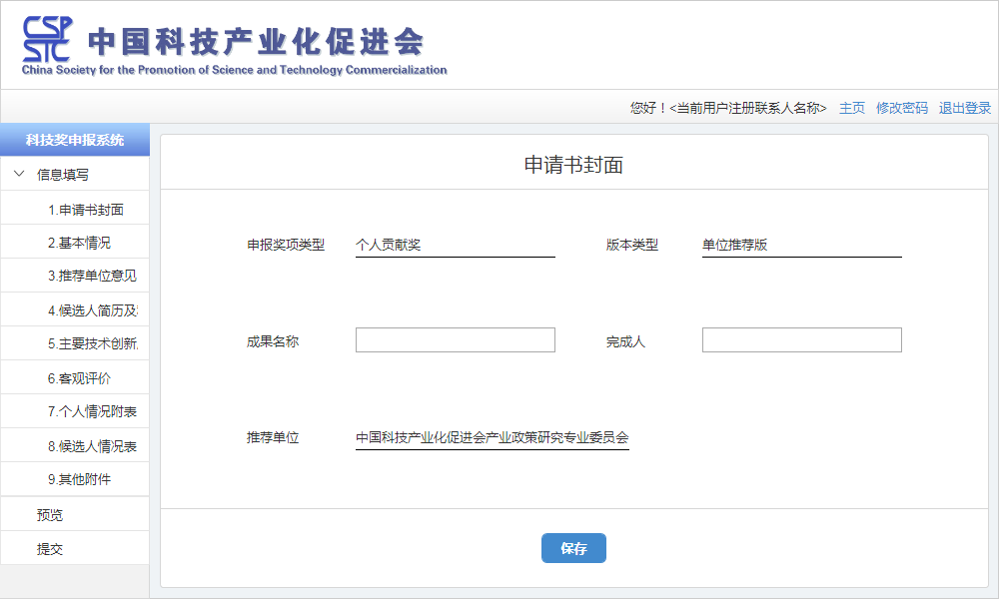 CSP
STC
中国科技产业化促进会
China Society for the Promotion of Science and Technology Commercialization
您好！<当前用户注册联系人名称> 主页 修改密码 退出登录
科技奖申报系统
信息填写
1.申请书封面
2.基本情况
3.推荐单位意见
4.候选人简历及
5.主要技术创新
6.客观评价
7.个人情况附表
8.候选人情况表
9.其他附件
预览
提交
申请书封面
申报奖项类型 个人贡献奖 版本类型 单位推荐版
成果名称 完成人
推荐单位 中国科技产业化促进会产业政策研究专业委员会
保存